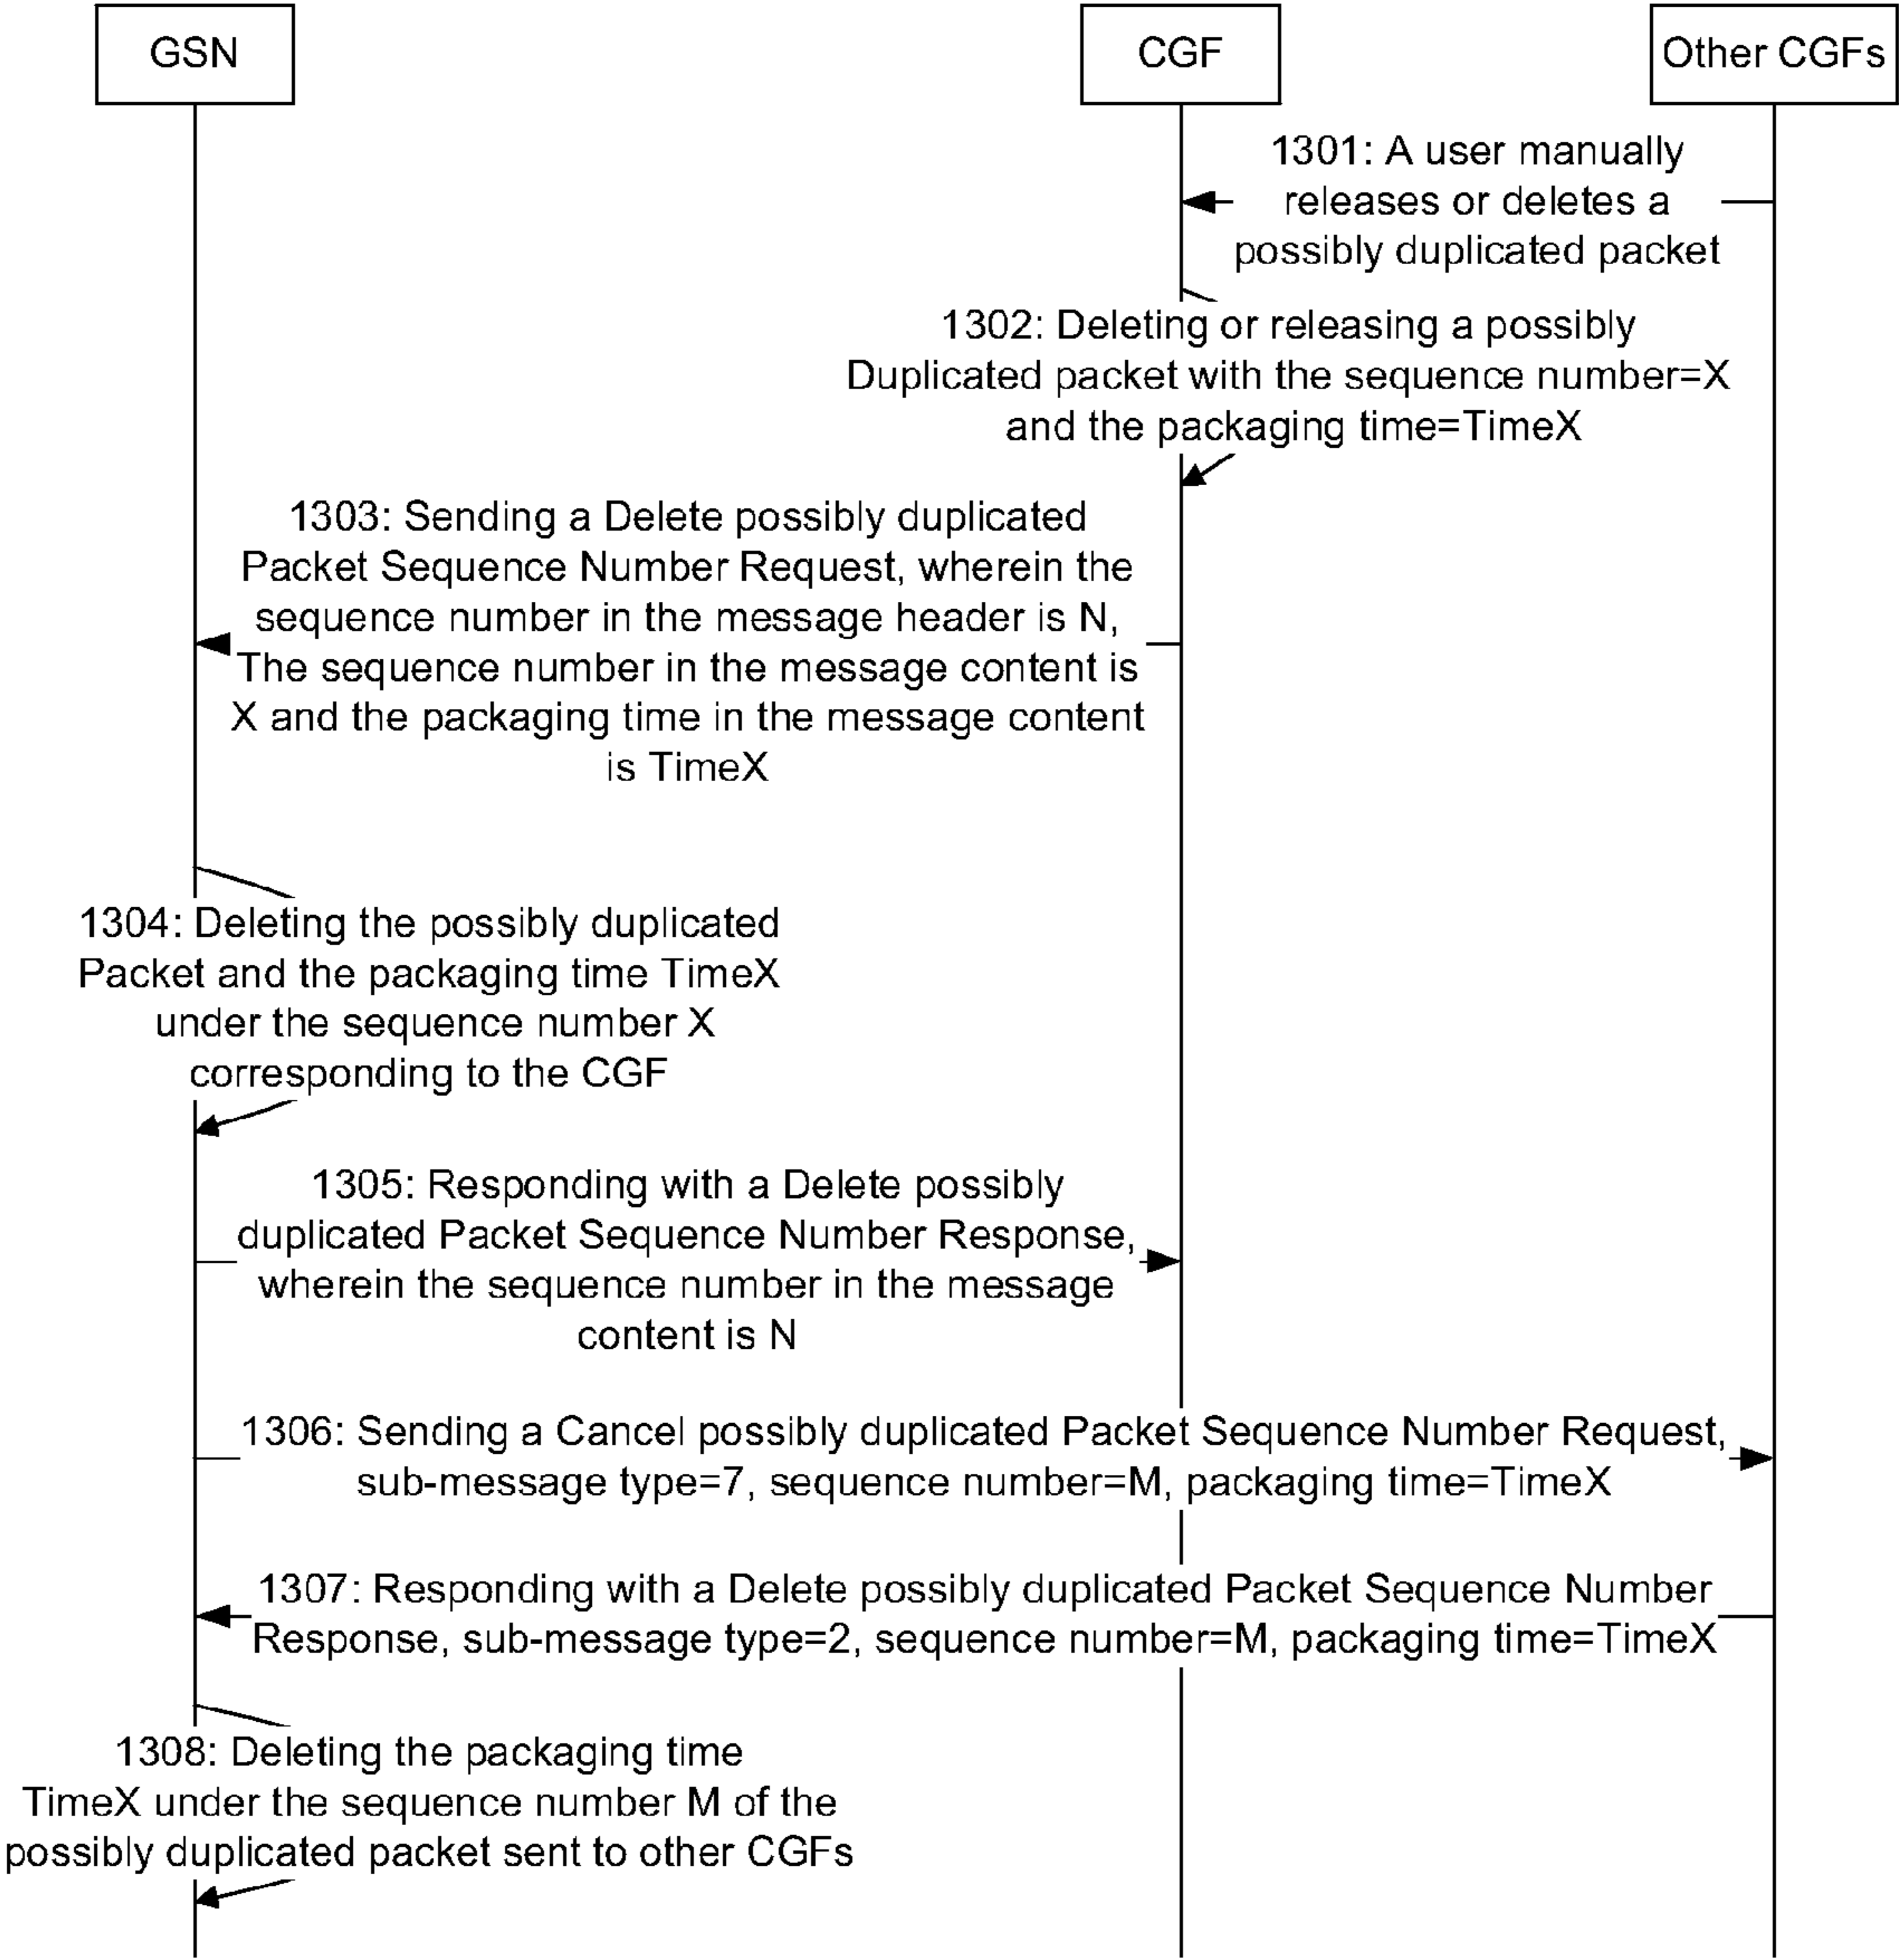 GSN
CGF
Other CGFs
1301: A user manually
releases or deletes a
possibly duplicated packet
1302: Deleting or releasing a possibly
Duplicated packet with the sequence number=X
and the packaging time=TimeX
1303: Sending a Delete possibly duplicated
Packet Sequence Number Request, wherein the
sequence number in the message header is N,
The sequence number in the message content is
X and the packaging time in the message content
is TimeX
1304: Deleting the possibly duplicated
Packet and the packaging time TimeX
under the sequence number X
corresponding to the CGF
1305: Responding with a Delete possibly
duplicated Packet Sequence Number Response,
wherein the sequence number in the message
content is N
1306: Sending a Cancel possibly duplicated Packet Sequence Number Request,
sub-message type=7, sequence number=M, packaging time=TimeX
1307: Responding with a Delete possibly duplicated Packet Sequence Number
Response, sub-message type=2, sequence number=M, packaging time=TimeX
1308: Deleting the packaging time
TimeX under the sequence number M of the
possibly duplicated packet sent to other CGFs